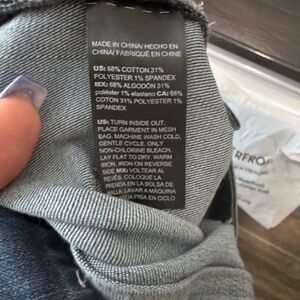 MADE IN CHINA/HECHO EN
CHINA/FABRIQUÉ EN CHINE
US: 68% COTTON 31%
POLYESTER 1% SPANDEX
MX: 68% ALGODÓN 31%
poliéster 1% elastano CA: 68%
COTON 31% POLYESTER 1%
SPANDEX
US: TURN INSIDE OUT.
PLACE GARMENT IN MESH
BAG. MACHINE WASH COLD,
GENTLE CYCLE. ONLY
NON-CHLORINE BLEACH.
LAY FLAT TO DRY. WARM
IRON, IRON ON REVERSE
SIDE MX: VOLTEAR AL
REVÉS. COLOQUE LA
PRENDA EN LA BOLSA DE
MALLA. LAVAR A MÁQUINA
FRÍA EN CICLO